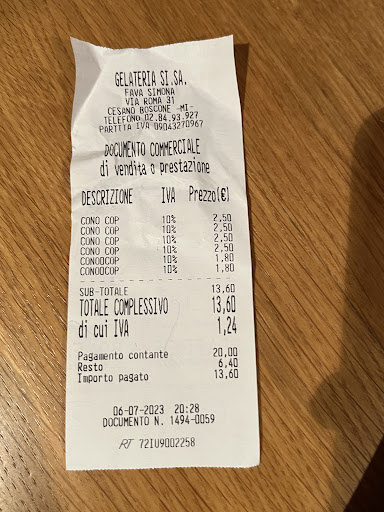 GELATERIA SI.SA.
FAVA SIMONA
VIA ROMA 31
CESANO BOSCONE -MI-
TELEFONO 02.84.93.927
PARTITA IVA 09043270967
DOCUMENTO COMMERCIALE
di vendita o prestazione
DESCRIZIONE IVA Prezzo(€)
CONO COP 10% 2,50
CONO COP 10% 2,50
CONO COP 10% 2,50
CONO COP 10% 2,50
CONODCOP 10% 1,80
CONODCOP 10% 1,80
SUB-TOTALE 13,60
TOTALE COMPLESSIVO 13,60
di cui IVA 1,24
Pagamento contante 20,00
Resto 6,40
Importo pagato 13,60
06-07-2023 20:28
DOCUMENTO N. 1494-0059
RT 72IU9002258